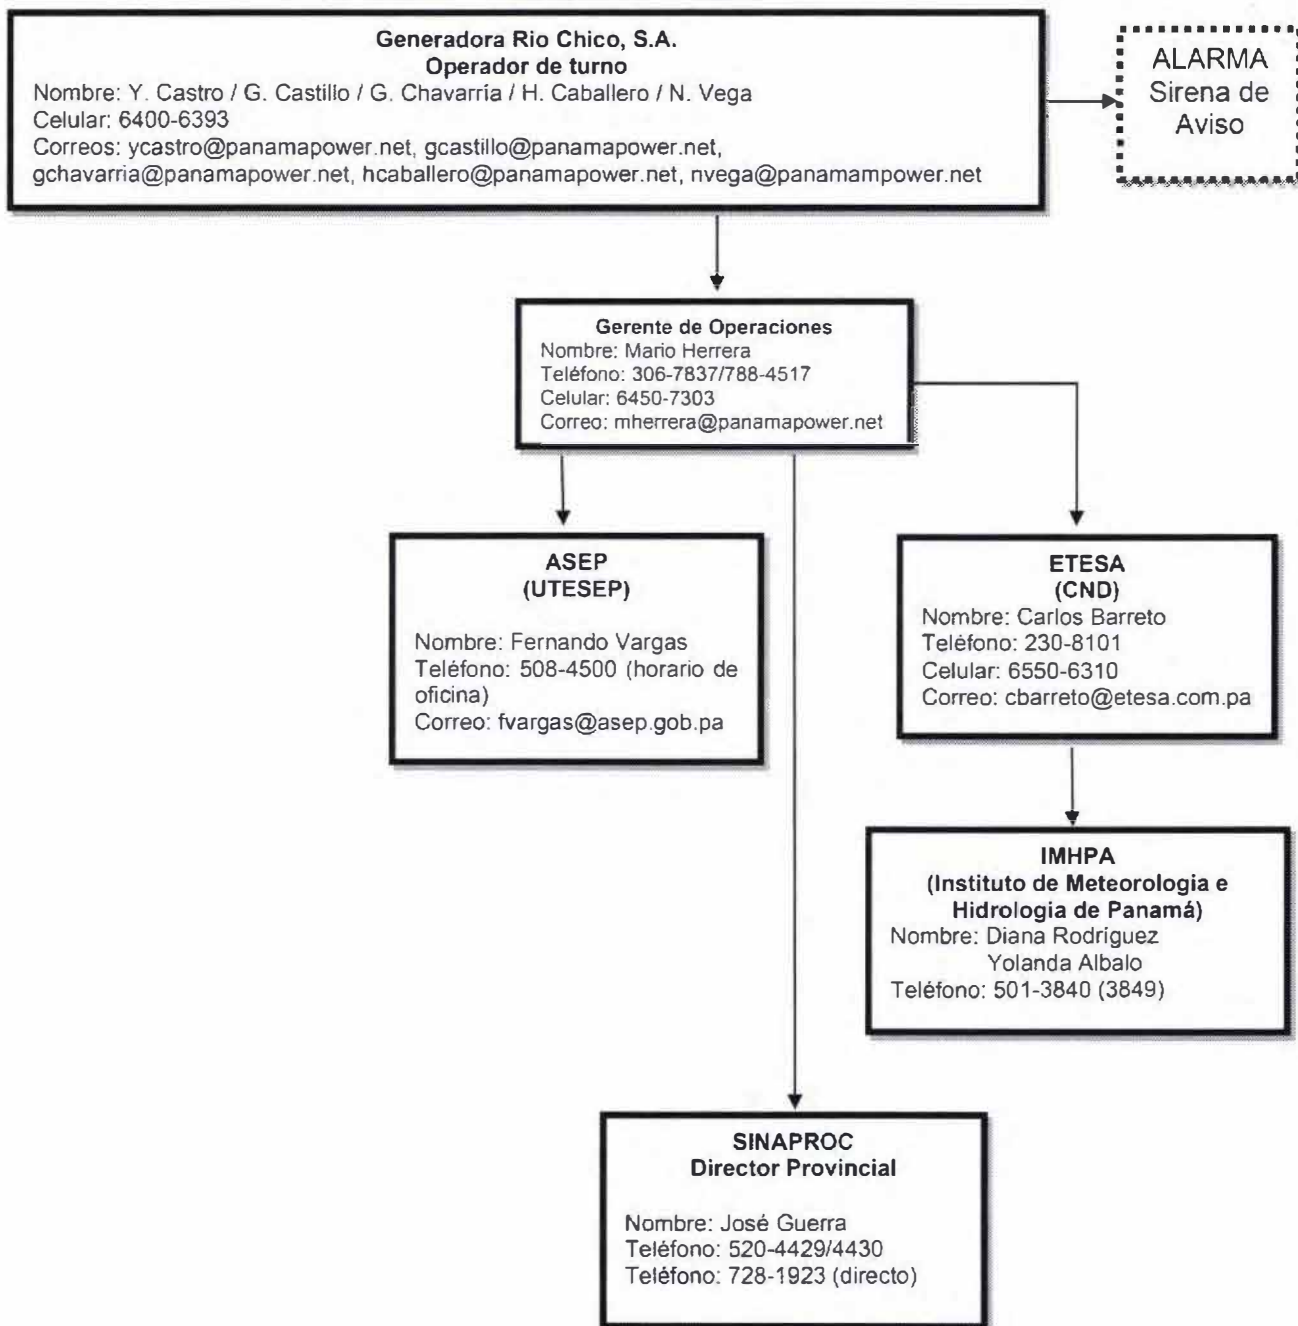 Generadora Rio Chico, S.A.
Operador de turno
Nombre: Y. Castro / G. Castillo / G. Chavarría / H. Caballero / N. Vega
Celular: 6400-6393
Correos: ycastro@panamapower.net, gcastillo@panamapower.net,
gchavarria@panamapower.net, hcaballero@panamapower.net, nvega@panamampower.net
ALARMA
Sirena de
Aviso
Gerente de Operaciones
Nombre: Mario Herrera
Teléfono: 306-7837/788-4517
Celular: 6450-7303
Correo: mherrera@panamapower.net
ASEP
(UTESEP)
Nombre: Fernando Vargas
Teléfono: 508-4500 (horario de
oficina)
Correo: fvargas@asep.gob.pa
ETESA
(CND)
Nombre: Carlos Barreto
Teléfono: 230-8101
Celular: 6550-6310
Correo: cbarreto@etesa.com.pa
IMHPA
(Instituto de Meteorologia e
Hidrologia de Panamá)
Nombre: Diana Rodríguez
Yolanda Albalo
Teléfono: 501-3840 (3849)
SINAPROC
Director Provincial
Nombre: José Guerra
Teléfono: 520-4429/4430
Teléfono: 728-1923 (directo)